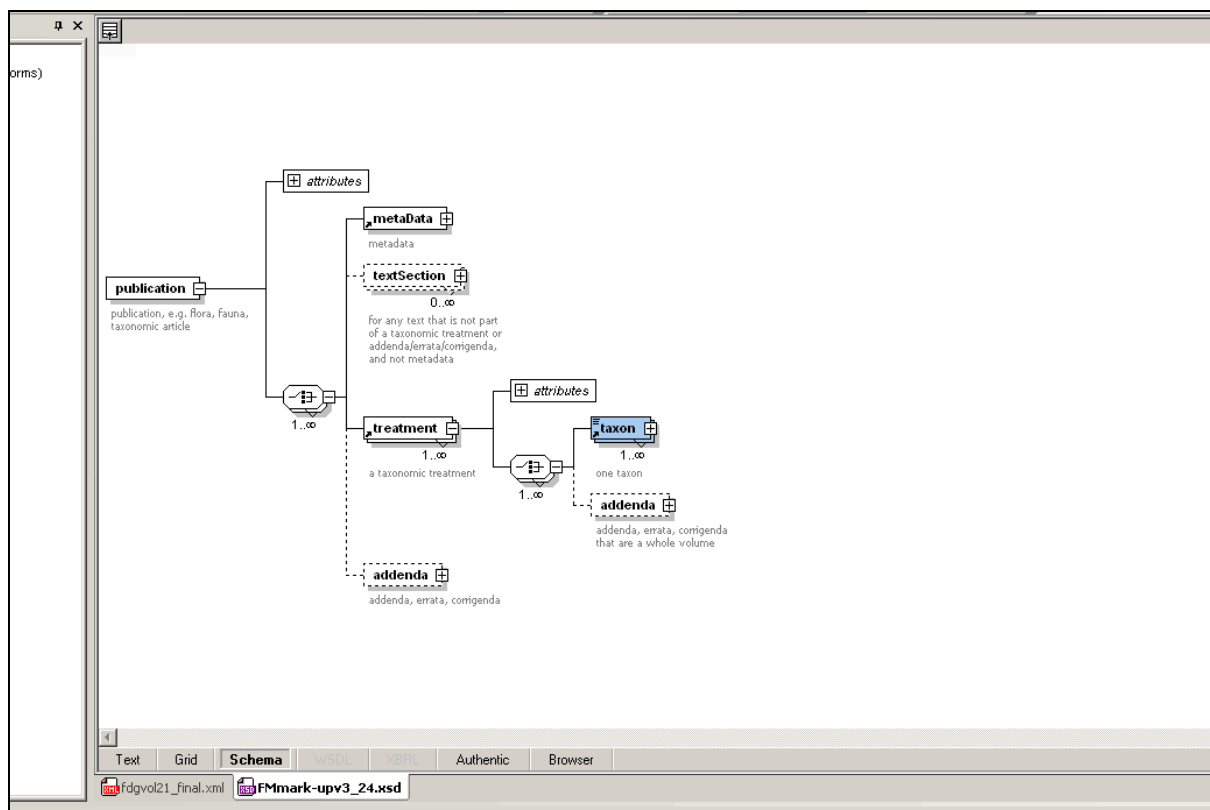 orms)
attributes
metaData
metadata
textSection
0..∞
for any text that is not part
of a taxonomic treatment or
addenda/errata/corrigenda,
and not metadata
publication
publication, e.g. flora, fauna,
taxonomic article
1..∞
attributes
treatment
1..∞
a taxonomic treatment
taxon
1..∞
one taxon
1..∞
addenda
addenda, errata, corrigenda
that are a whole volume
addenda
addenda, errata, corrigenda
Text Grid Schema WSDL XBRL Authentic Browser
fdgvol21_final.xml FMmark-upv3_24.xsd